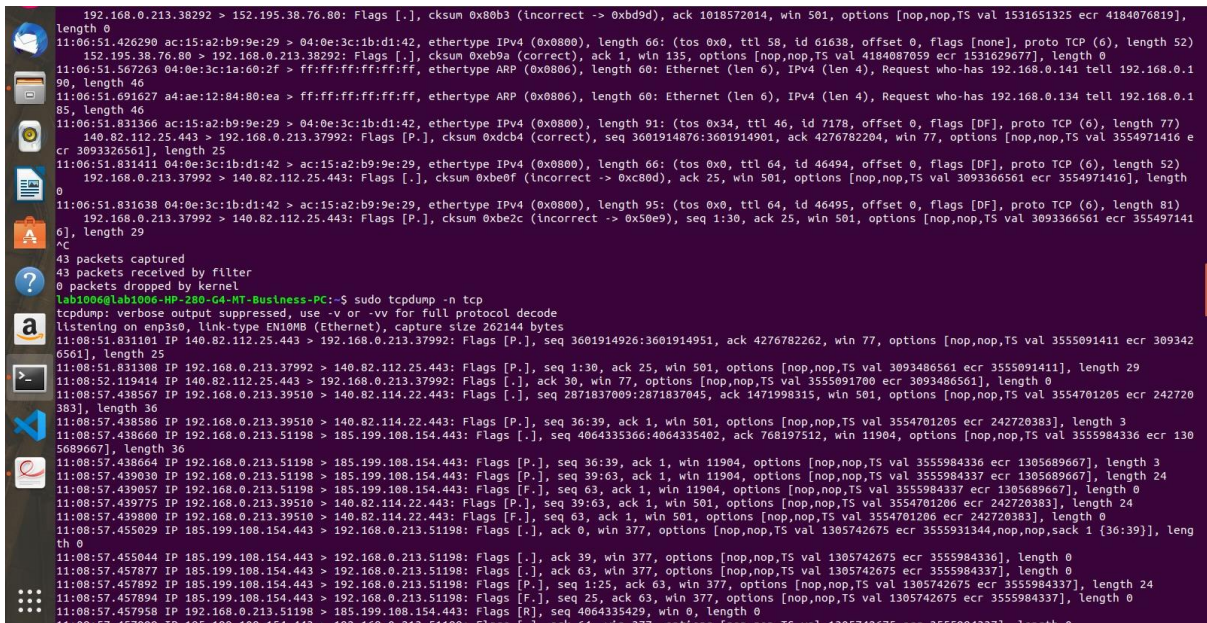 192.168.0.213.38292 > 152.195.38.76.80: Flags [.], cksum 0x80b3 (incorrect -> 0xbd9d), ack 1018572014, win 501, options [nop,nop,TS val 1531651325 ecr 4184076819],
length 0
11:06:51.426290 ac:15:a2:b9:9e:29 > 04:0e:3c:1b:d1:42, ethertype IPv4 (0x0800), length 66: (tos 0x0, ttl 58, id 61638, offset 0, flags [none], proto TCP (6), length 52)
152.195.38.76.80 > 192.168.0.213.38292: Flags [.], cksum 0xeb9a (correct), ack 1, win 135, options [nop,nop,TS val 4184087059 ecr 1531629677], length 0
11:06:51.567263 04:0e:3c:1a:60:2f > ff:ff:ff:ff:ff:ff, ethertype ARP (0x0806), length 60: Ethernet (len 6), IPv4 (len 4), Request who-has 192.168.0.141 tell 192.168.0.1
90, length 46
11:06:51.691627 a4:ae:12:84:80:ea > ff:ff:ff:ff:ff:ff, ethertype ARP (0x0806), length 60: Ethernet (len 6), IPv4 (len 4), Request who-has 192.168.0.134 tell 192.168.0.1
85, length 46
11:06:51.831366 ac:15:a2:b9:9e:29 > 04:0e:3c:1b:d1:42, ethertype IPv4 (0x0800), length 91: (tos 0x34, ttl 46, id 7178, offset 0, flags [DF], proto TCP (6), length 77)
140.82.112.25.443 > 192.168.0.213.37992: Flags [P.], cksum 0xdcb4 (correct), seq 3601914876:3601914901, ack 4276782204, win 77, options [nop,nop,TS val 3554971416 e
cr 3093326561], length 25
11:06:51.831411 04:0e:3c:1b:d1:42 > ac:15:a2:b9:9e:29, ethertype IPv4 (0x0800), length 66: (tos 0x0, ttl 64, id 46494, offset 0, flags [DF], proto TCP (6), length 52)
192.168.0.213.37992 > 140.82.112.25.443: Flags [.], cksum 0xbe0f (incorrect -> 0xc80d), ack 25, win 501, options [nop,nop,TS val 3093366561 ecr 3554971416], length
0
11:06:51.831638 04:0e:3c:1b:d1:42 > ac:15:a2:b9:9e:29, ethertype IPv4 (0x0800), length 95: (tos 0x0, ttl 64, id 46495, offset 0, flags [DF], proto TCP (6), length 81)
192.168.0.213.37992 > 140.82.112.25.443: Flags [P.], cksum 0xbe2c (incorrect -> 0x50e9), seq 1:30, ack 25, win 501, options [nop,nop,TS val 3093366561 ecr 355497141
6], length 29
^C
43 packets captured
43 packets received by filter
0 packets dropped by kernel
lab1006@lab1006-HP-280-G4-MT-Business-PC:~$ sudo tcpdump -n tcp
tcpdump: verbose output suppressed, use -v or -vv for full protocol decode
listening on enp3s0, link-type EN10MB (Ethernet), capture size 262144 bytes
11:08:51.831101 IP 140.82.112.25.443 > 192.168.0.213.37992: Flags [P.], seq 3601914926:3601914951, ack 4276782262, win 77, options [nop,nop,TS val 3555091411 ecr 309342
6561], length 25
11:08:51.831308 IP 192.168.0.213.37992 > 140.82.112.25.443: Flags [P.], seq 1:30, ack 25, win 501, options [nop,nop,TS val 3093486561 ecr 3555091411], length 29
11:08:52.119414 IP 140.82.112.25.443 > 192.168.0.213.37992: Flags [.], ack 30, win 77, options [nop,nop,TS val 3555091700 ecr 3093486561], length 0
11:08:57.438567 IP 192.168.0.213.39510 > 140.82.114.22.443: Flags [.], seq 2871837009:2871837045, ack 1471998315, win 501, options [nop,nop,TS val 3554701205 ecr 242720
383], length 36
11:08:57.438586 IP 192.168.0.213.39510 > 140.82.114.22.443: Flags [P.], seq 36:39, ack 1, win 501, options [nop,nop,TS val 3554701205 ecr 242720383], length 3
11:08:57.438660 IP 192.168.0.213.51198 > 185.199.108.154.443: Flags [.], seq 4064335366:4064335402, ack 768197512, win 11904, options [nop,nop,TS val 3555984336 ecr 130
5689667], length 36
11:08:57.438664 IP 192.168.0.213.51198 > 185.199.108.154.443: Flags [P.], seq 36:39, ack 1, win 11904, options [nop,nop,TS val 3555984336 ecr 1305689667], length 3
11:08:57.439030 IP 192.168.0.213.51198 > 185.199.108.154.443: Flags [P.], seq 39:63, ack 1, win 11904, options [nop,nop,TS val 3555984337 ecr 1305689667], length 24
11:08:57.439057 IP 192.168.0.213.51198 > 185.199.108.154.443: Flags [F.], seq 63, ack 1, win 11904, options [nop,nop,TS val 3555984337 ecr 1305689667], length 0
11:08:57.439775 IP 192.168.0.213.39510 > 140.82.114.22.443: Flags [P.], seq 39:63, ack 1, win 501, options [nop,nop,TS val 3554701206 ecr 242720383], length 24
11:08:57.439800 IP 192.168.0.213.39510 > 140.82.114.22.443: Flags [F.], seq 63, ack 1, win 501, options [nop,nop,TS val 3554701206 ecr 242720383], length 0
11:08:57.455029 IP 185.199.108.154.443 > 192.168.0.213.51198: Flags [.], ack 0, win 377, options [nop,nop,TS val 1305742675 ecr 3555931344,nop,nop,sack 1 {36:39}], leng
th 0
11:08:57.455044 IP 185.199.108.154.443 > 192.168.0.213.51198: Flags [.], ack 39, win 377, options [nop,nop,TS val 1305742675 ecr 3555984336], length 0
11:08:57.457877 IP 185.199.108.154.443 > 192.168.0.213.51198: Flags [.], ack 63, win 377, options [nop,nop,TS val 1305742675 ecr 3555984337], length 0
11:08:57.457892 IP 185.199.108.154.443 > 192.168.0.213.51198: Flags [P.], seq 1:25, ack 63, win 377, options [nop,nop,TS val 1305742675 ecr 3555984337], length 24
11:08:57.457894 IP 185.199.108.154.443 > 192.168.0.213.51198: Flags [F.], seq 25, ack 63, win 377, options [nop,nop,TS val 1305742675 ecr 3555984337], length 0
11:08:57.457958 IP 192.168.0.213.51198 > 185.199.108.154.443: Flags [R], seq 4064335429, win 0, length 0